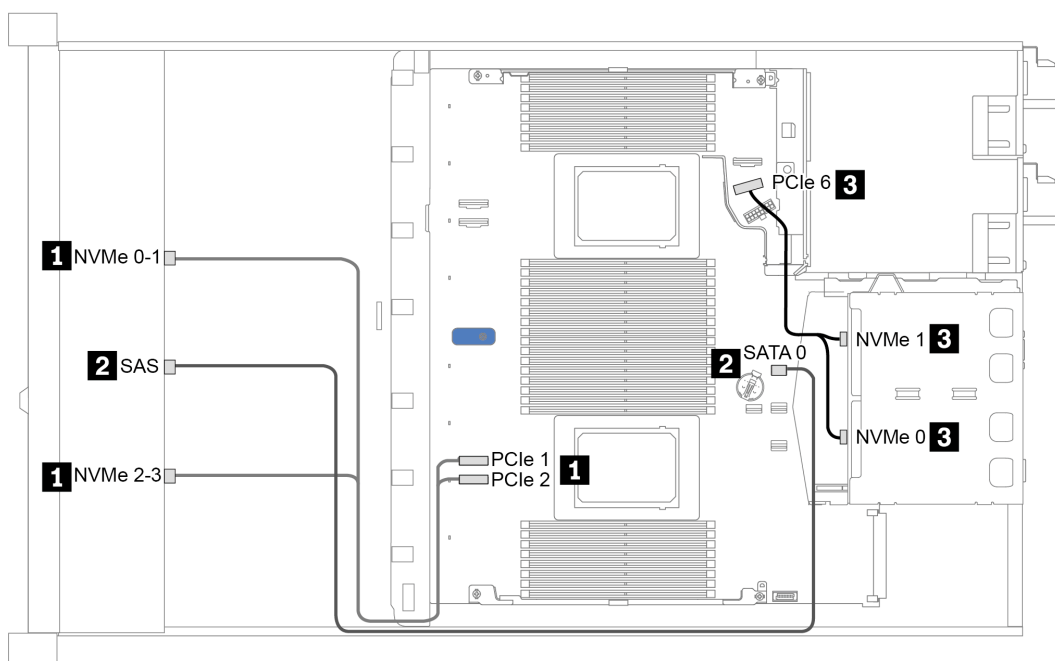 PCIe 6 3
1 NVMe 0-1
NVMe 1 3
2 SATA 0
2 SAS
NVMe 0 3
1 NVMe 2-3
PCIe 1 1
PCIe 2